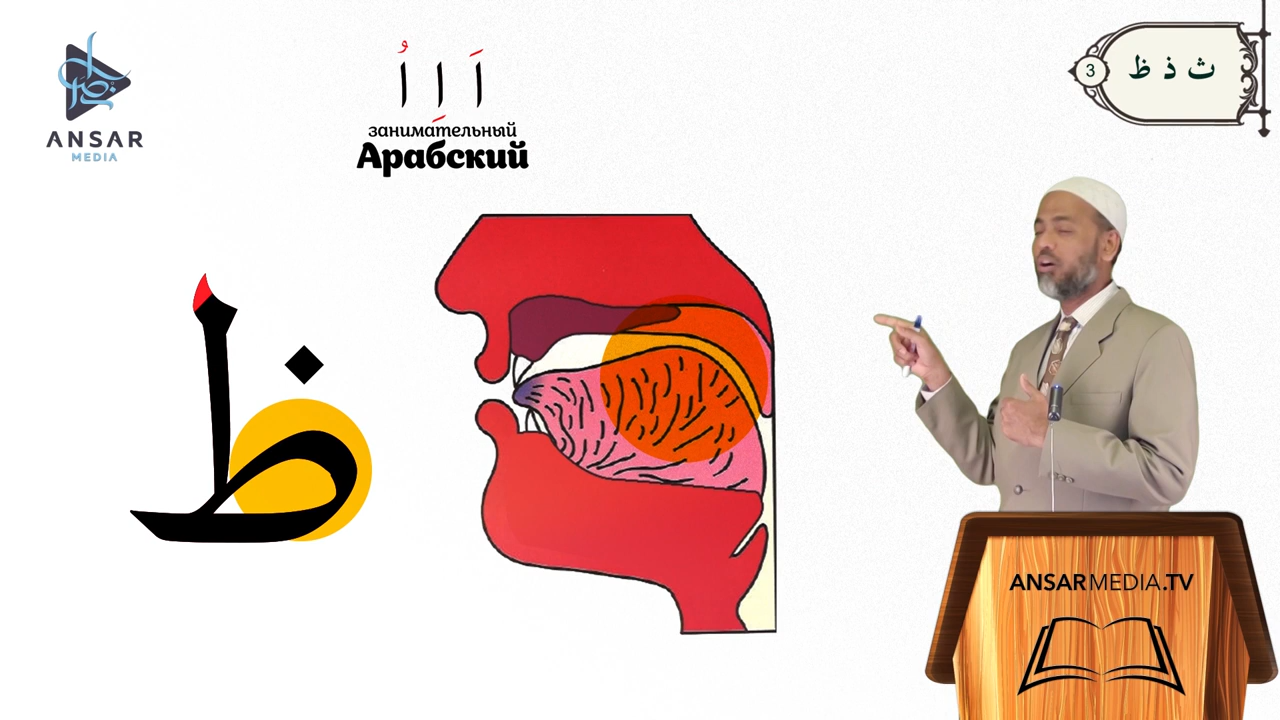 ANSAR
MEDIA
اَ اِ اُ
занимательный
Арабский
3
ث ذ ظ
ظ
ANSARMEDIA.TV